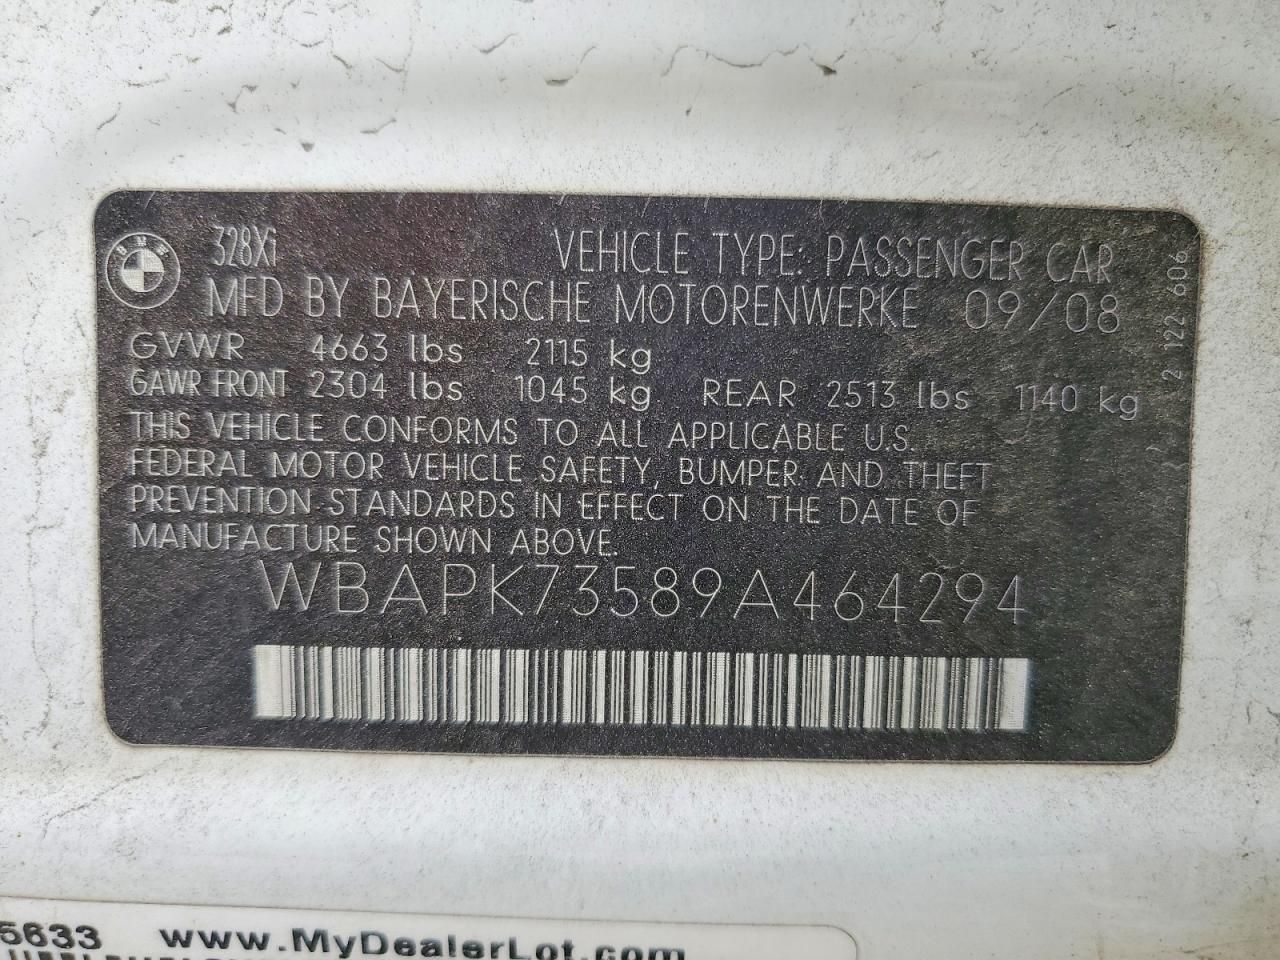 BMW
328Xi VEHICLE TYPE: PASSENGER CAR
MFD BY BAYERISCHE MOTORENWERKE 09/08
GVWR 4663 lbs 2115 kg
GAWR FRONT 2304 lbs 1045 kg REAR 2513 lbs 1140 kg
THIS VEHICLE CONFORMS TO ALL APPLICABLE U.S.
FEDERAL MOTOR VEHICLE SAFETY, BUMPER AND THEFT
PREVENTION STANDARDS IN EFFECT ON THE DATE OF
MANUFACTURE SHOWN ABOVE.
WBAPK73589A464294
2 122 606
5633 www.MyDealerLot.com